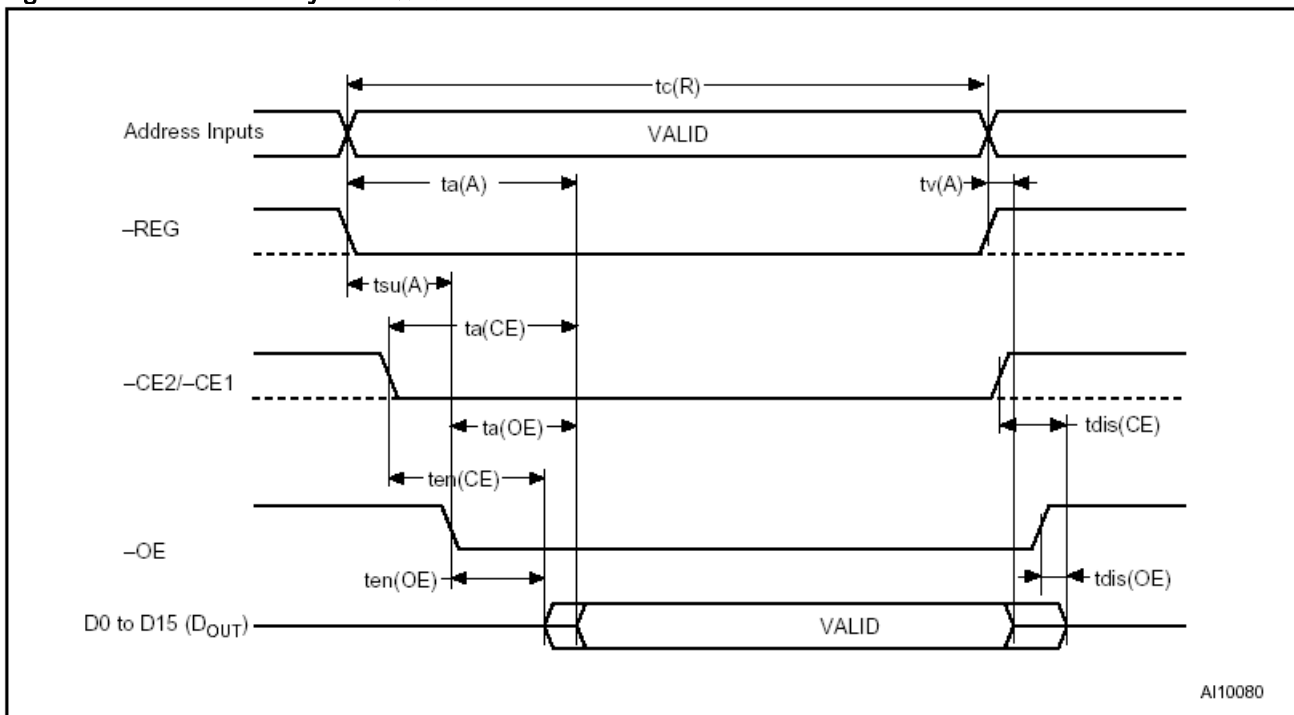 tc(R)
Address Inputs
VALID
ta(A)
tv(A)
–REG
tsu(A)
ta(CE)
–CE2/–CE1
ta(OE)
tdis(CE)
ten(CE)
–OE
ten(OE)
tdis(OE)
D0 to D15 (DOUT)
VALID
AI10080